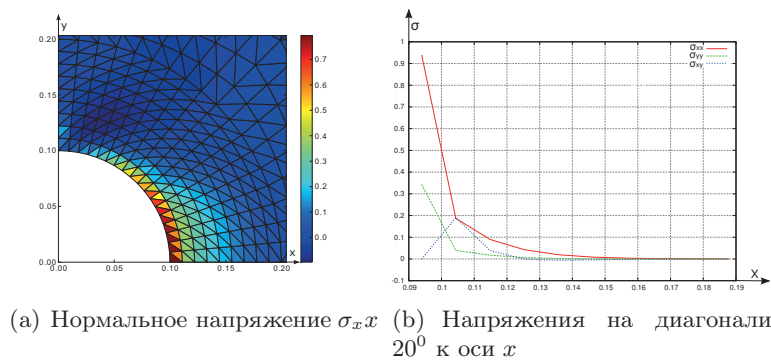 y
0.20
0.15
0.10
0.05
0.00
0.00 0.05 0.10 0.15 0.20
x
0.7
0.6
0.5
0.4
0.3
0.2
0.1
0.0
σ
1
0.9
0.8
0.7
0.6
0.5
0.4
0.3
0.2
0.1
0
-0.1
0.09 0.1 0.11 0.12 0.13 0.14 0.15 0.16 0.17 0.18 0.19
x
σxx
σyy
σxy
(a) Нормальное напряжение σₓx
(b) Напряжения на диагонали
20⁰ к оси x